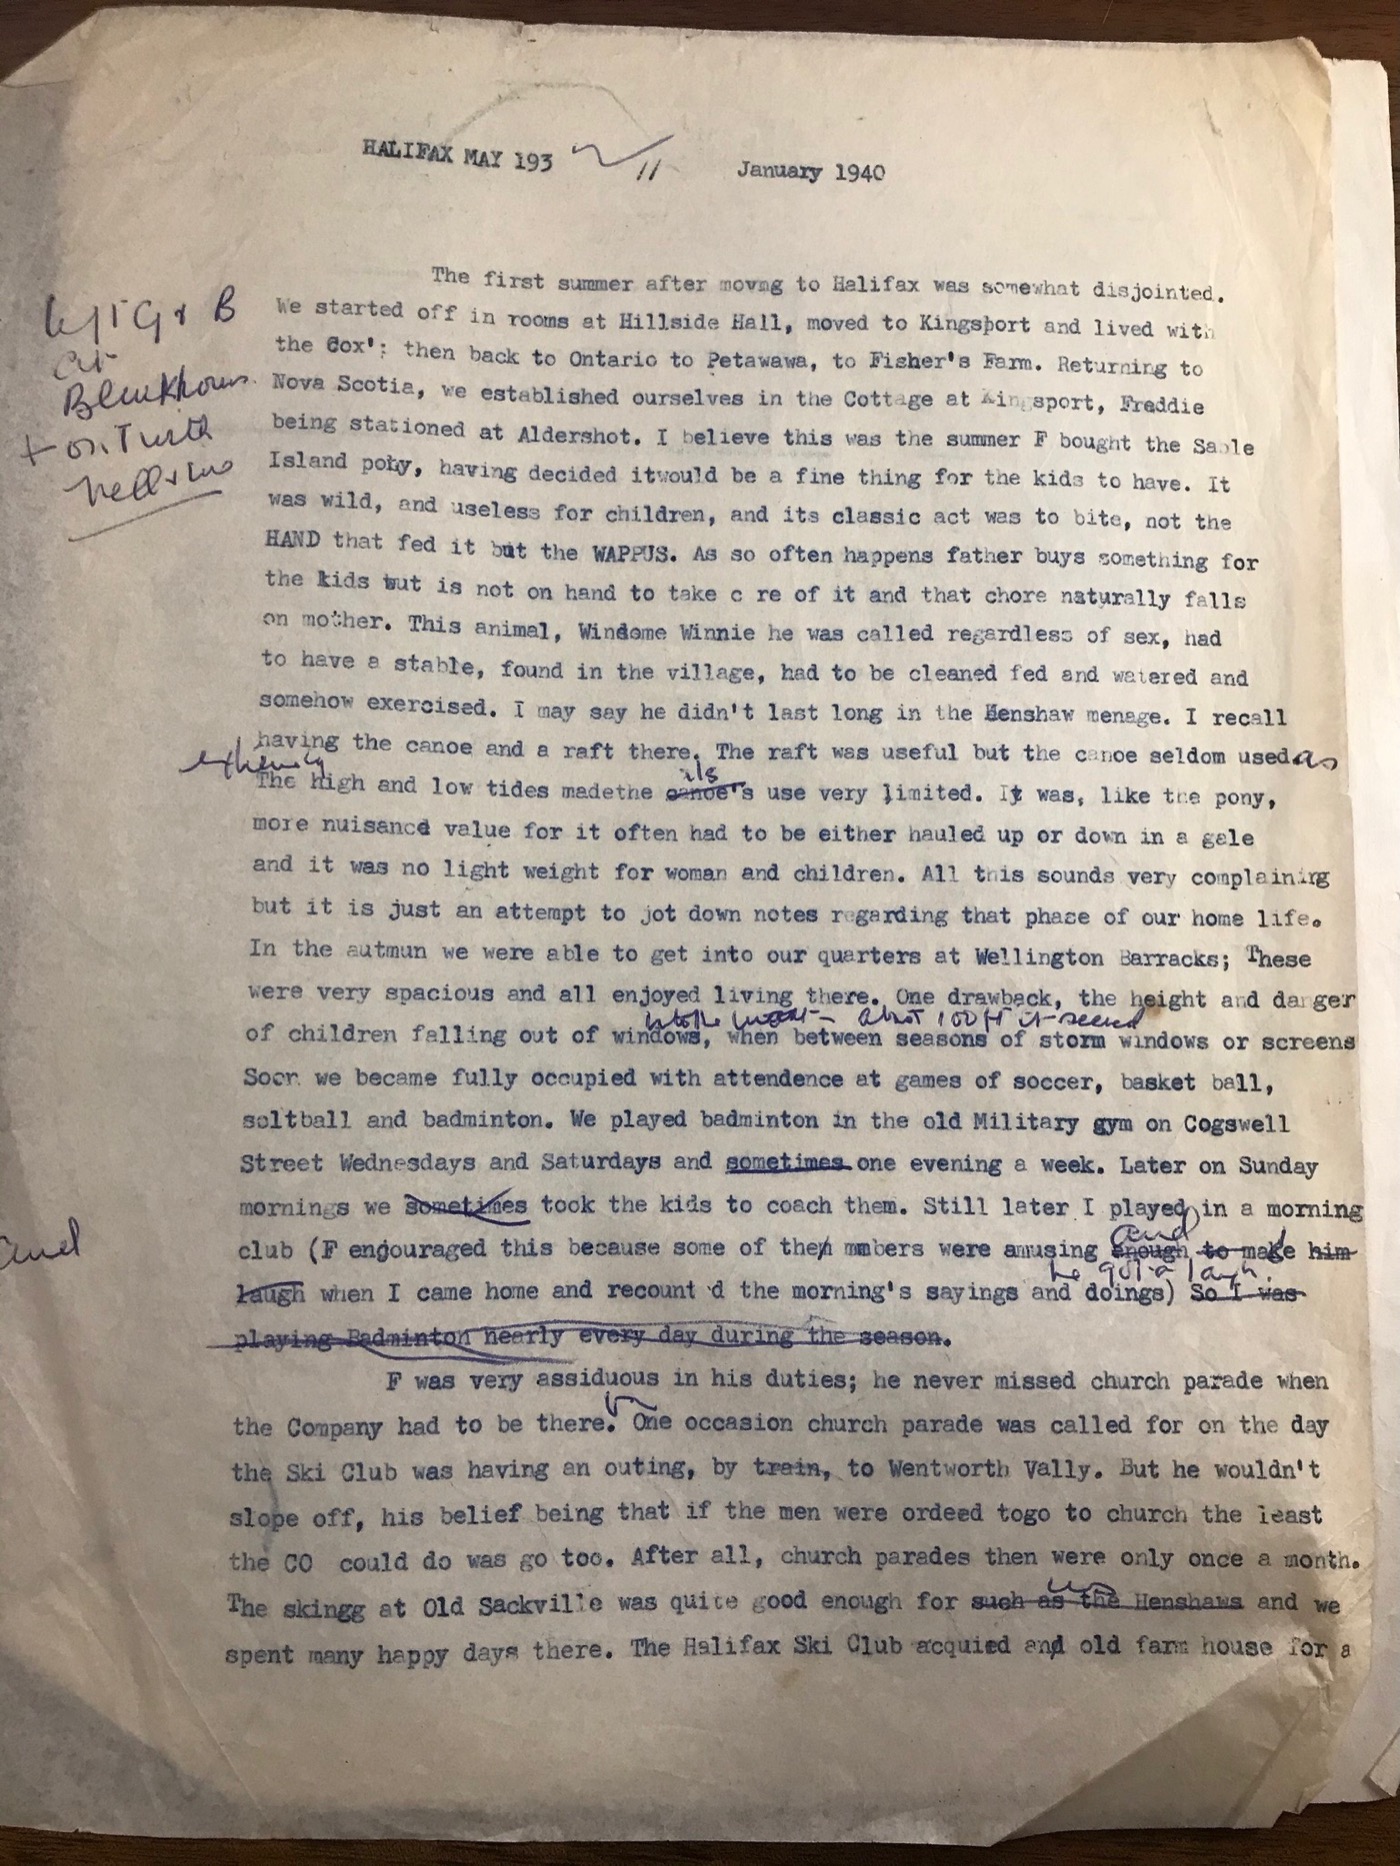 HALIFAX MAY 193 January 1940
The first summer after movng to Halifax was somewhat disjointed.
We started off in rooms at Hillside Hall, moved to Kingsport and lived with
the Cox'; then back to Ontario to Petawawa, to Fisher's Farm. Returning to
Nova Scotia, we established ourselves in the Cottage at Kingsport, Freddie
being stationed at Aldershot. I believe this was the summer F bought the Sable
Island pony, having decided itwould be a fine thing for the kids to have. It
was wild, and useless for children, and its classic act was to bite, not the
HAND that fed it but the WAPPUS. As so often happens father buys something for
the kids but is not on hand to take c re of it and that chore naturally falls
on mother. This animal, Windsome Winnie he was called regardless of sex, had
to have a stable, found in the village, had to be cleaned fed and watered and
somehow exercised. I may say he didn't last long in the Henshaw menage. I recall
having the canoe and a raft there. The raft was useful but the canoe seldom used as
extremely
its
The high and low tides madethe canoe's use very limited. It was, like the pony,
more nuisance value for it often had to be either hauled up or down in a gale
and it was no light weight for woman and children. All this sounds very complaining
but it is just an attempt to jot down notes regarding that phase of our home life.
In the autmun we were able to get into our quarters at Wellington Barracks; These
were very spacious and all enjoyed living there. One drawback, the height and danger
into the moat - about 100 ft it seemed
of children falling out of windows, when between seasons of storm windows or screens
Soon we became fully occupied with attendence at games of soccer, basket ball,
softball and badminton. We played badminton in the old Military gym on Cogswell
Street Wednesdays and Saturdays and sometimes one evening a week. Later on Sunday
mornings we sometimes took the kids to coach them. Still later I played in a morning
and
and
club (F encouraged this because some of then mmbers were amusing enough to make him
he got a laugh
laugh when I came home and recount d the morning's sayings and doings) So I was
playing Badminton nearly every day during the season.
F was very assiduous in his duties; he never missed church parade when
the Company had to be there. One occasion church parade was called for on the day
the Ski Club was having an outing, by train, to Wentworth Vally. But he wouldn't
slope off, his belief being that if the men were ordeed togo to church the least
the CO could do was go too. After all, church parades then were only once a month.
us
The skingg at Old Sackville was quite good enough for such as the Henshaws and we
spent many happy days there. The Halifax Ski Club acquied and old farm house for a
left G & B
at